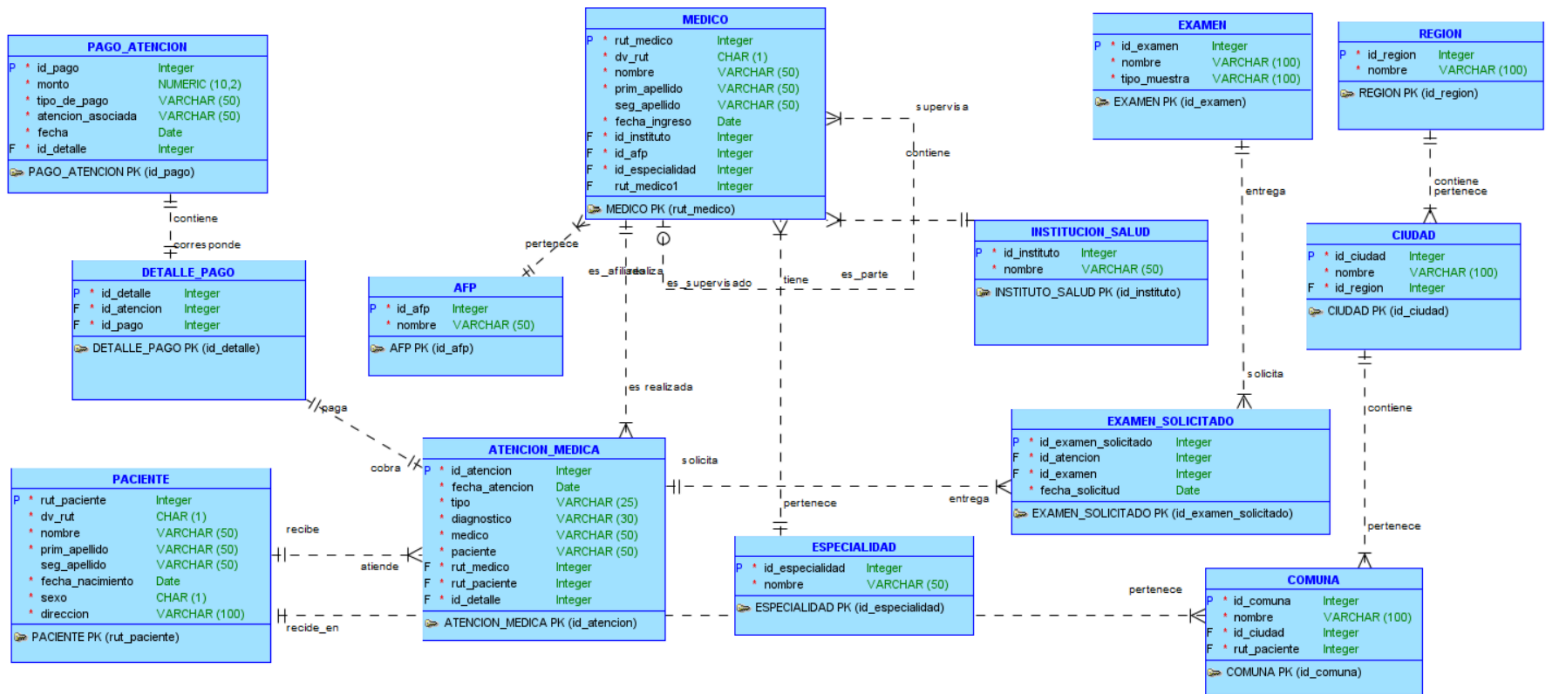 PAGO_ATENCION
P * id_pago Integer
* monto NUMERIC (10,2)
* tipo_de_pago VARCHAR (50)
* atencion_asociada VARCHAR (50)
* fecha Date
F * id_detalle Integer
PAGO_ATENCION PK (id_pago)
contiene
corresponde
DETALLE_PAGO
P * id_detalle Integer
F * id_atencion Integer
F * id_pago Integer
DETALLE_PAGO PK (id_detalle)
paga
cobra
MEDICO
P * rut_medico Integer
* dv_rut CHAR (1)
* nombre VARCHAR (50)
* prim_apellido VARCHAR (50)
seg_apellido VARCHAR (50)
* fecha_ingreso Date
F * id_instituto Integer
F * id_afp Integer
F * id_especialidad Integer
F rut_medico1 Integer
MEDICO PK (rut_medico)
supervisa
contiene
pertenece
es_supervisado
tiene
es_parte
AFP
P * id_afp Integer
* nombre VARCHAR (50)
AFP PK (id_afp)
es realizada
INSTITUCION_SALUD
P * id_instituto Integer
* nombre VARCHAR (50)
INSTITUTO_SALUD PK (id_instituto)
EXAMEN
P * id_examen Integer
* nombre VARCHAR (100)
* tipo_muestra VARCHAR (100)
EXAMEN PK (id_examen)
entrega
solicita
REGION
P * id_region Integer
* nombre VARCHAR (100)
REGION PK (id_region)
contiene
pertenece
CIUDAD
P * id_ciudad Integer
* nombre VARCHAR (100)
F * id_region Integer
CIUDAD PK (id_ciudad)
contiene
pertenece
EXAMEN_SOLICITADO
P * id_examen_solicitado Integer
F * id_atencion Integer
F * id_examen Integer
* fecha_solicitud Date
EXAMEN_SOLICITADO PK (id_examen_solicitado)
solicita
entrega
PACIENTE
P * rut_paciente Integer
* dv_rut CHAR (1)
* nombre VARCHAR (50)
* prim_apellido VARCHAR (50)
seg_apellido VARCHAR (50)
* fecha_nacimiento Date
* sexo CHAR (1)
* direccion VARCHAR (100)
PACIENTE PK (rut_paciente)
recibe
atiende
recide_en
ATENCION_MEDICA
P * id_atencion Integer
* fecha_atencion Date
* tipo VARCHAR (25)
* diagnostico VARCHAR (30)
* medico VARCHAR (50)
* paciente VARCHAR (50)
F * rut_medico Integer
F * rut_paciente Integer
F * id_detalle Integer
ATENCION_MEDICA PK (id_atencion)
pertenece
ESPECIALIDAD
P * id_especialidad Integer
* nombre VARCHAR (50)
ESPECIALIDAD PK (id_especialidad)
pertenece
COMUNA
P * id_comuna Integer
* nombre VARCHAR (100)
F * id_ciudad Integer
F * rut_paciente Integer
COMUNA PK (id_comuna)